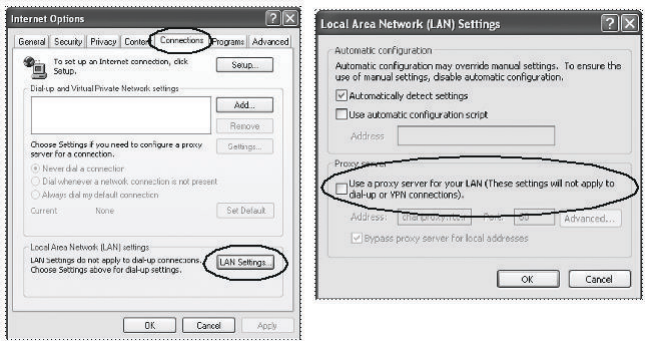 Internet Options
General Security Privacy Content Connections Programs Advanced
To set up an Internet connection, click
Setup.
Setup...
Dial-up and Virtual Private Network settings
Add...
Remove
Choose Settings if you need to configure a proxy
server for a connection.
Settings...
Never dial a connection
Dial whenever a network connection is not present
Always dial my default connection
Current None
Set Default
Local Area Network (LAN) settings
LAN Settings do not apply to dial-up connections.
Choose Settings above for dial-up settings.
LAN Settings...
OK Cancel Apply
Local Area Network (LAN) Settings
Automatic configuration
Automatic configuration may override manual settings. To ensure the
use of manual settings, disable automatic configuration.
Automatically detect settings
Use automatic configuration script
Address
Proxy server
Use a proxy server for your LAN (These settings will not apply to
dial-up or VPN connections).
Address: Port: 80 Advanced...
Bypass proxy server for local addresses
OK Cancel